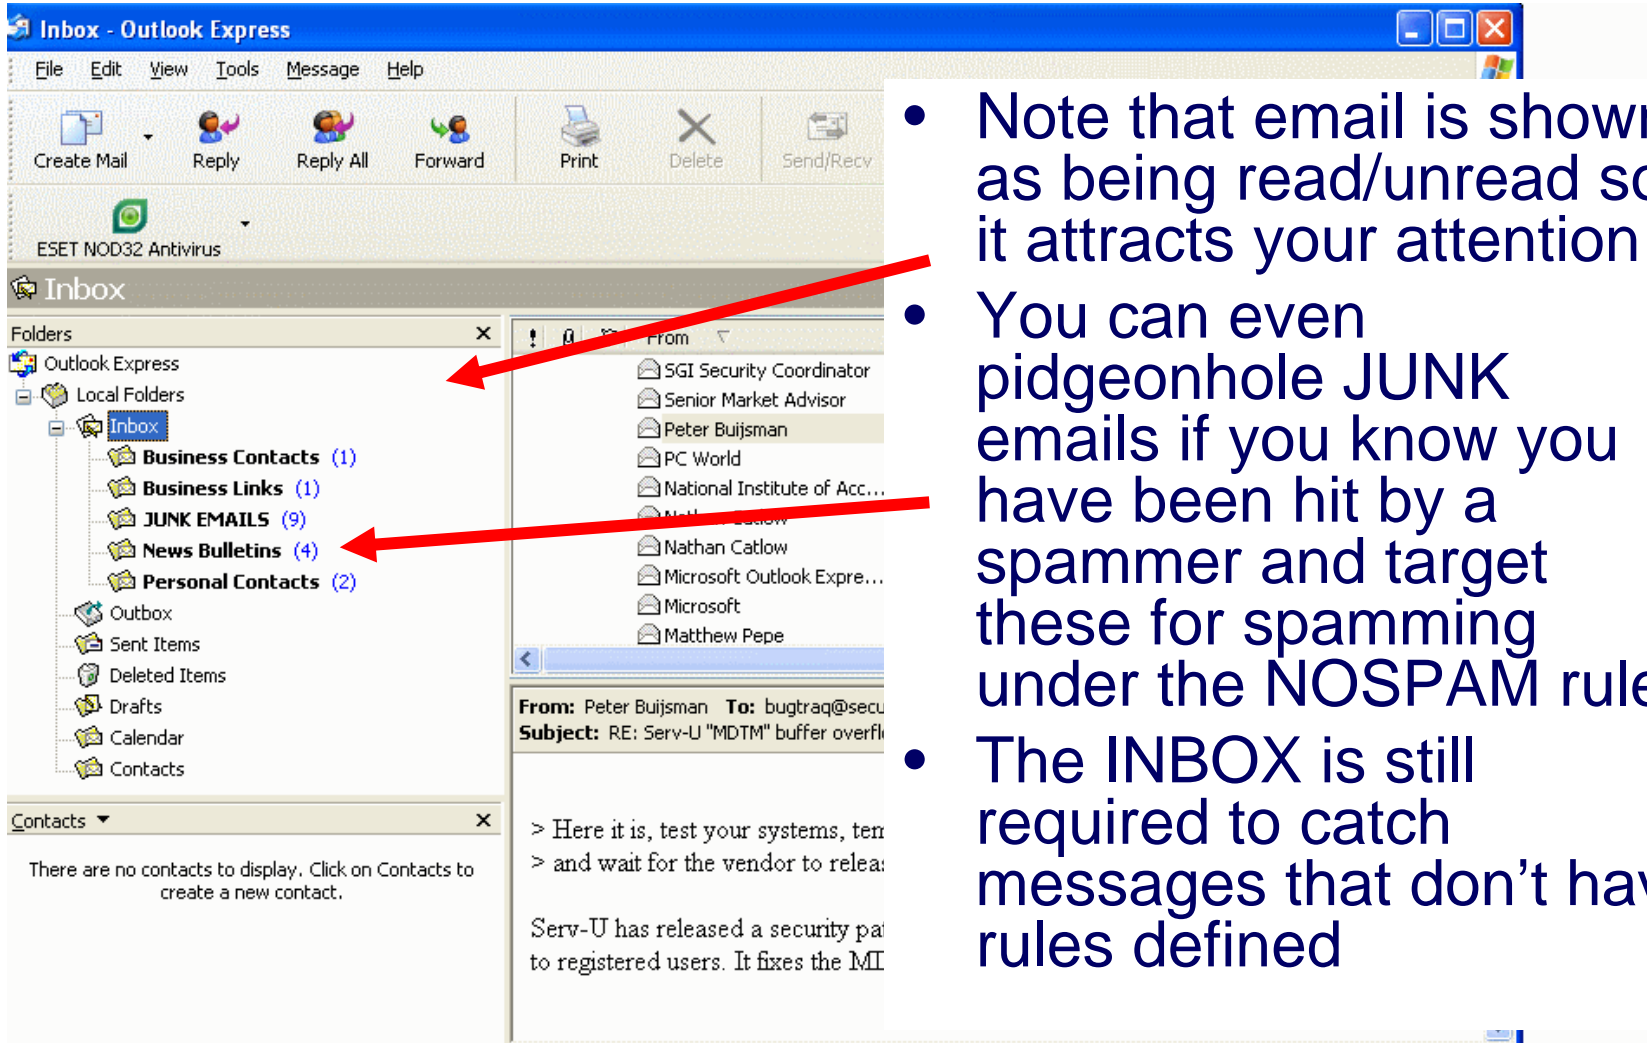 Inbox - Outlook Express
File Edit View Tools Message Help
Create Mail Reply Reply All Forward Print Delete Send/Recv
ESET NOD32 Antivirus
Inbox
Folders
Outlook Express
Local Folders
Inbox
Business Contacts (1)
Business Links (1)
JUNK EMAILS (9)
News Bulletins (4)
Personal Contacts (2)
Outbox
Sent Items
Deleted Items
Drafts
Calendar
Contacts
Contacts
There are no contacts to display. Click on Contacts to
create a new contact.
! From
SGI Security Coordinator
Senior Market Advisor
Peter Buijsman
PC World
National Institute of Acc...
Nathan Catlow
Nathan Catlow
Microsoft Outlook Expre...
Microsoft
Matthew Pepe
From: Peter Buijsman To: bugtraq@secu
Subject: RE: Serv-U "MDTM" buffer overfl
> Here it is, test your systems, tem
> and wait for the vendor to releas
Serv-U has released a security pa
to registered users. It fixes the
• Note that email is shown
as being read/unread so
it attracts your attention
• You can even
pidgeonhole JUNK
emails if you know you
have been hit by a
spammer and target
these for spamming
under the NOSPAM rule
• The INBOX is still
required to catch
messages that don’t hav
rules defined